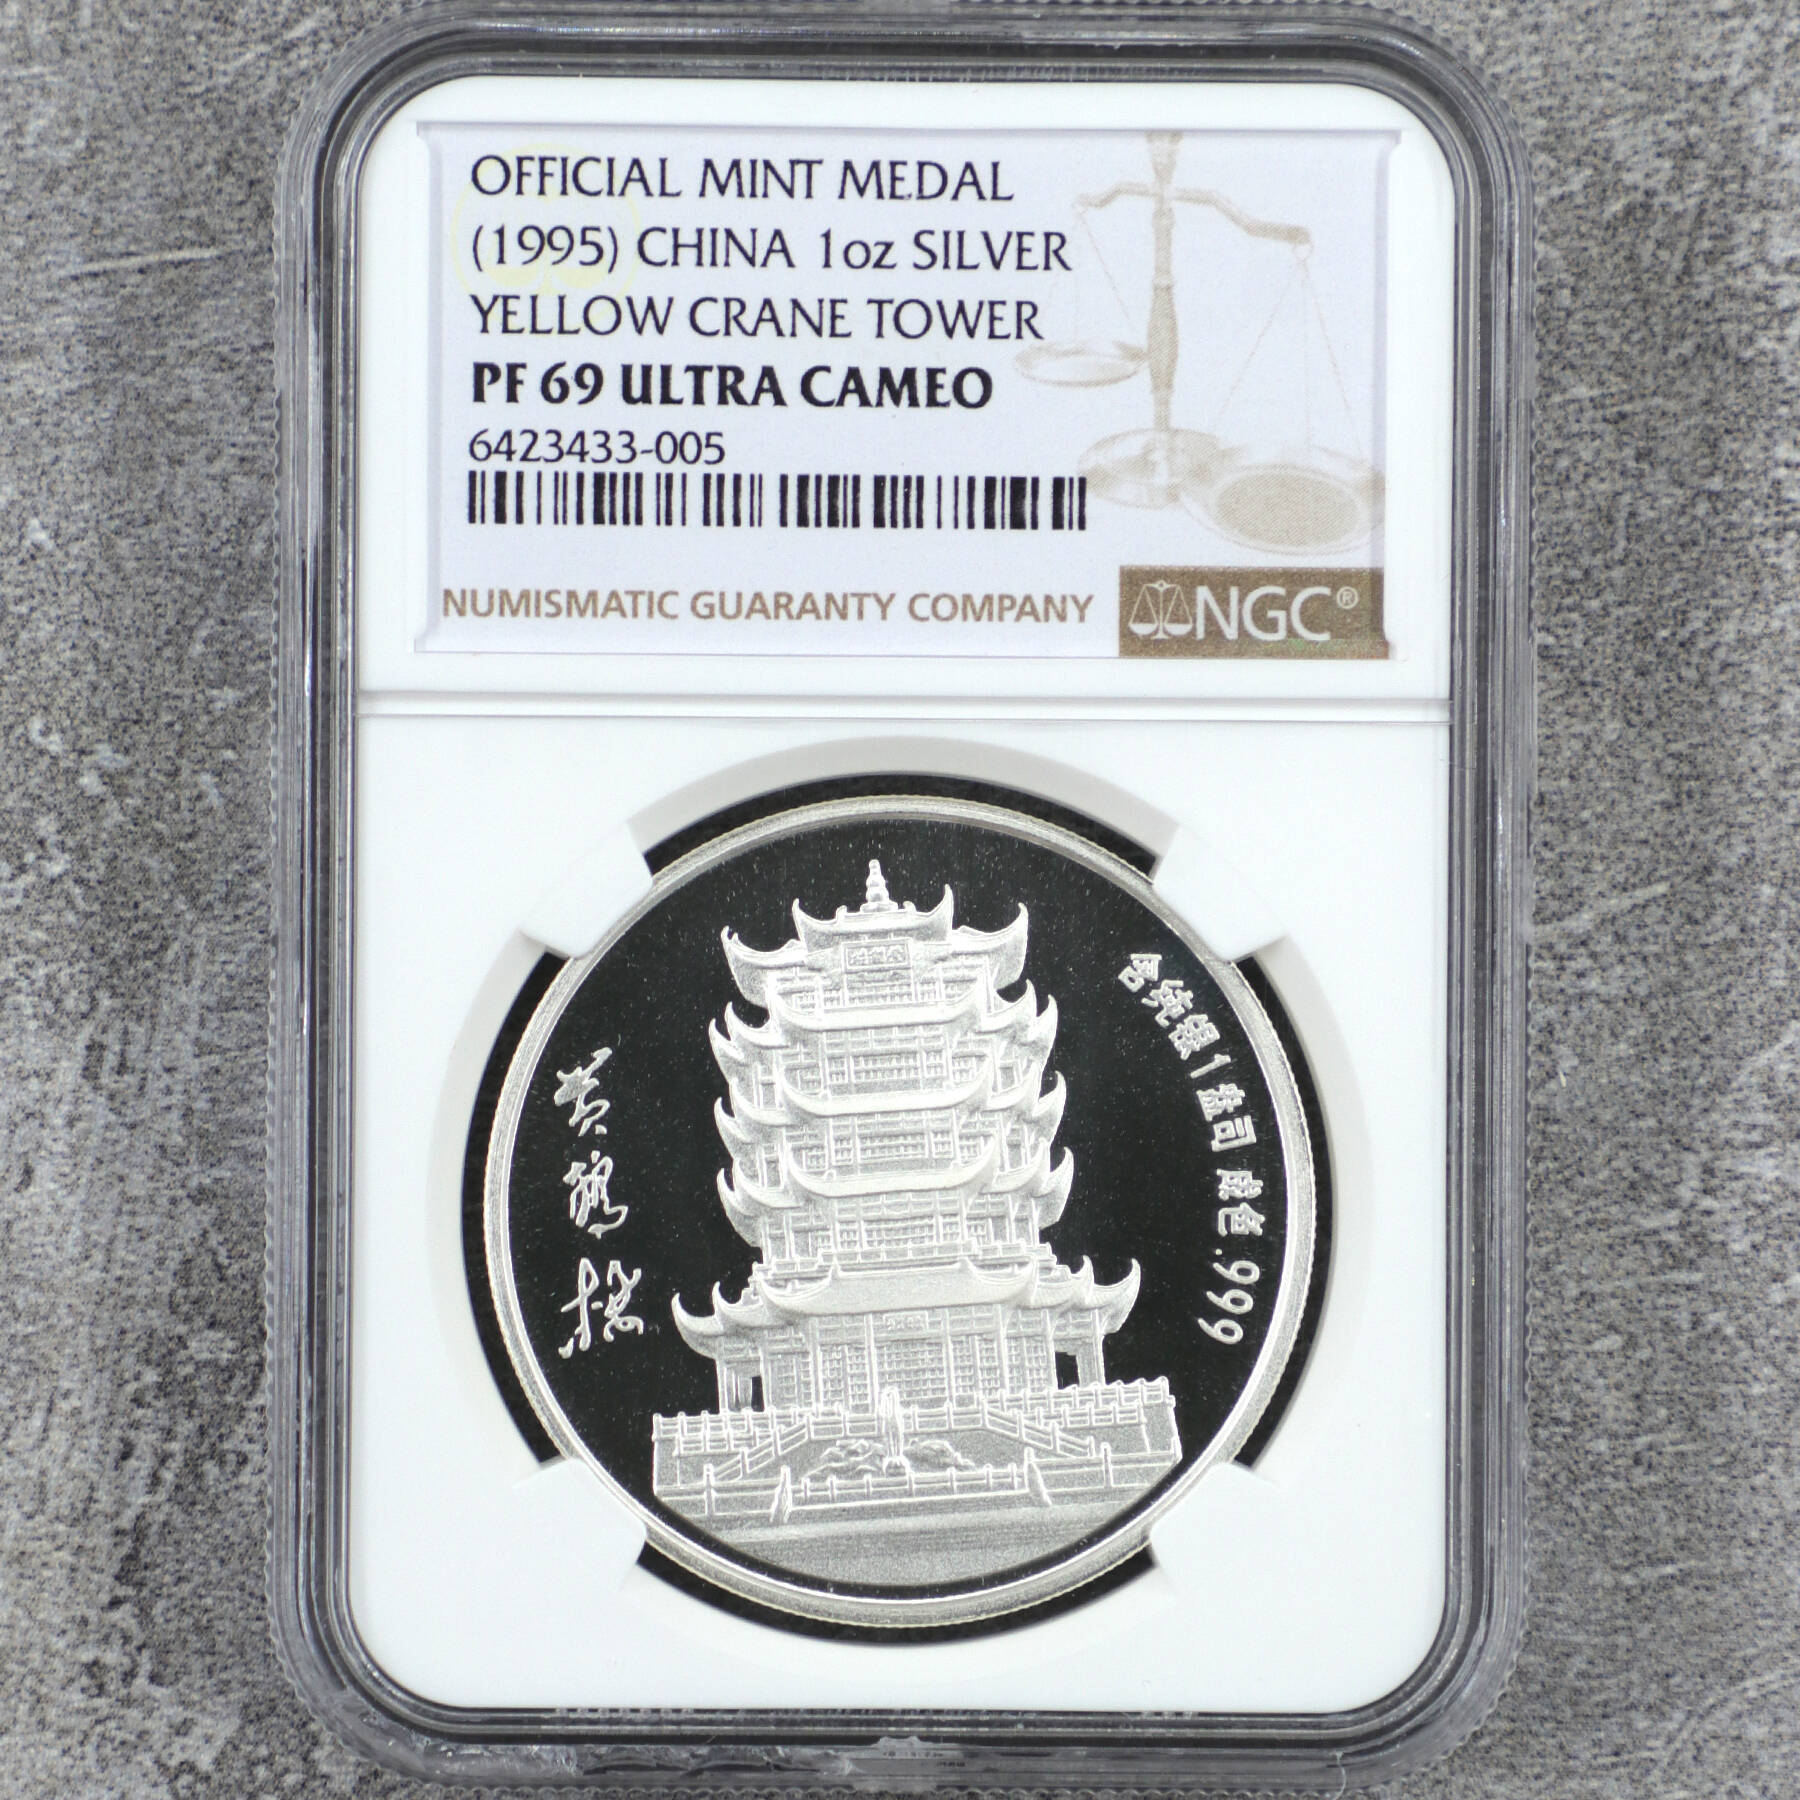 OFFICIAL MINT MEDAL
(1995) CHINA 1oz SILVER
YELLOW CRANE TOWER
PF 69 ULTRA CAMEO
6423433-005
NUMISMATIC GUARANTY COMPANY
NGC®
黄鹤楼
含纯银1盎司 成色.999